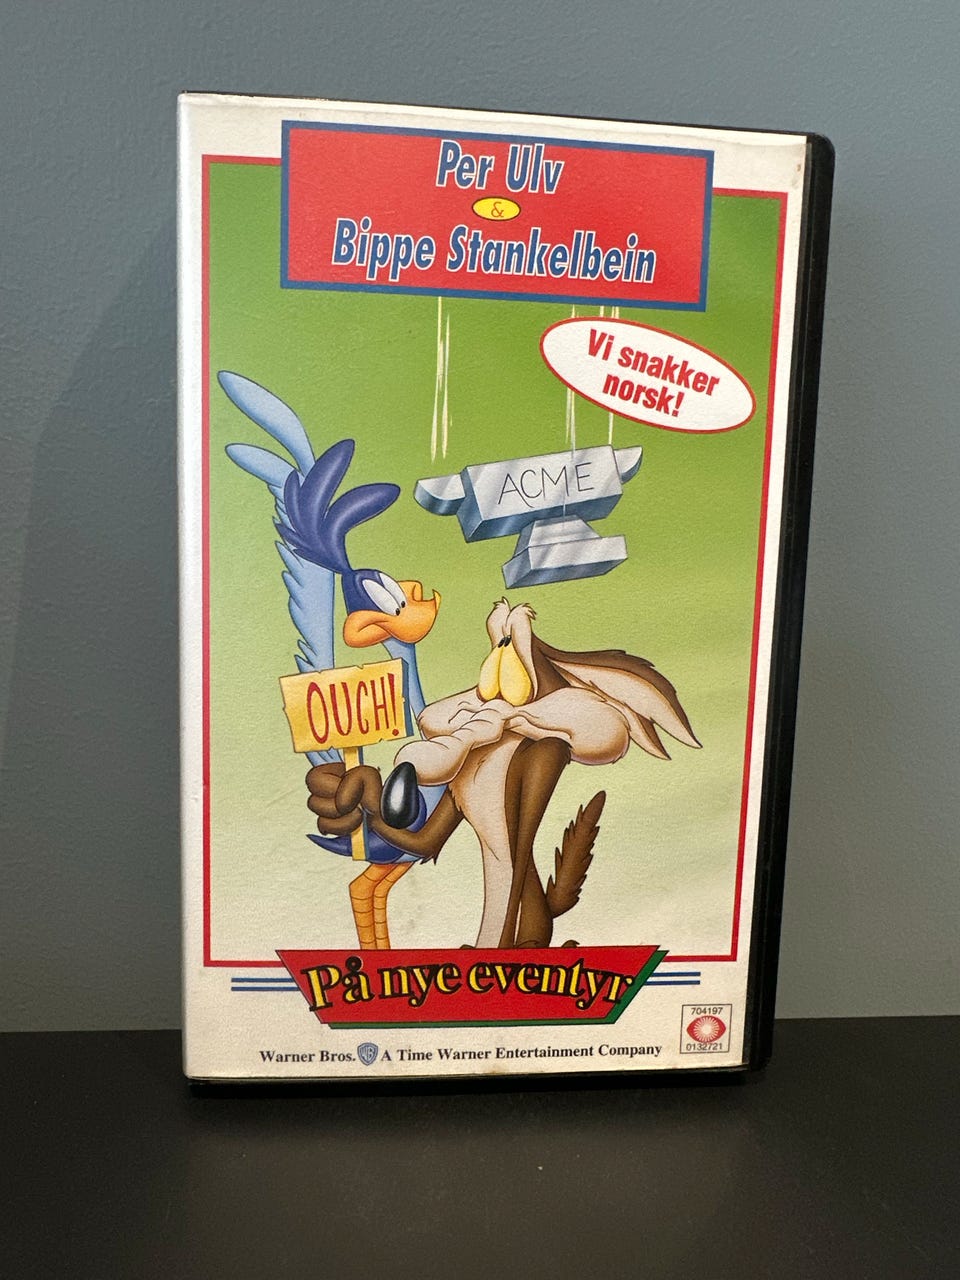 Per Ulv
&
Bippe Stankelbein
Vi snakker
norsk!
ACME
OUCH!
På nye eventyr
704197
0132721
Warner Bros. WB A Time Warner Entertainment Company